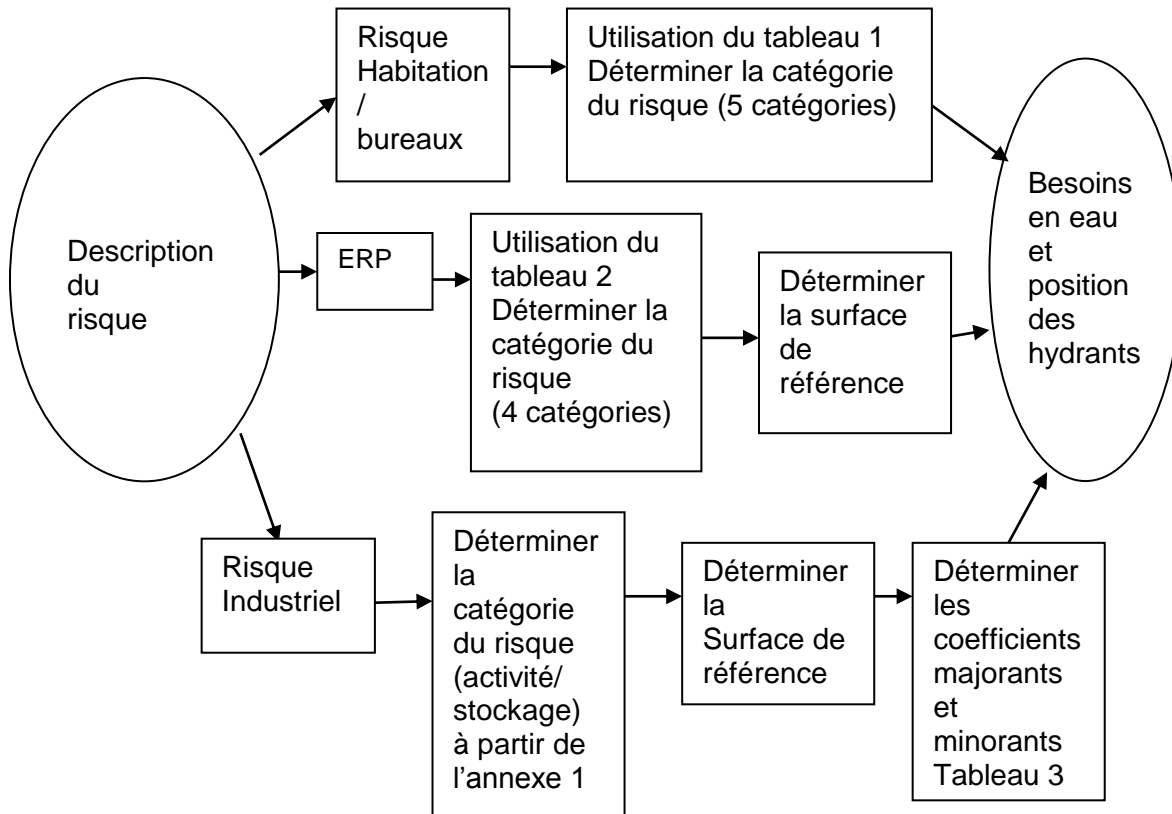 Description
du
risque
Risque
Habitation
/
bureaux
Utilisation du tableau 1
Déterminer la catégorie
du risque (5 catégories)
ERP
Utilisation du
tableau 2
Déterminer la
catégorie du
risque
(4 catégories)
Déterminer
la surface
de
référence
Risque
Industriel
Déterminer
la
catégorie
du risque
(activité/
stockage)
à partir de
l’annexe 1
Déterminer
la
Surface de
référence
Déterminer
les
coefficients
majorants
et
minorants
Tableau 3
Besoins
en eau
et
position
des
hydrants